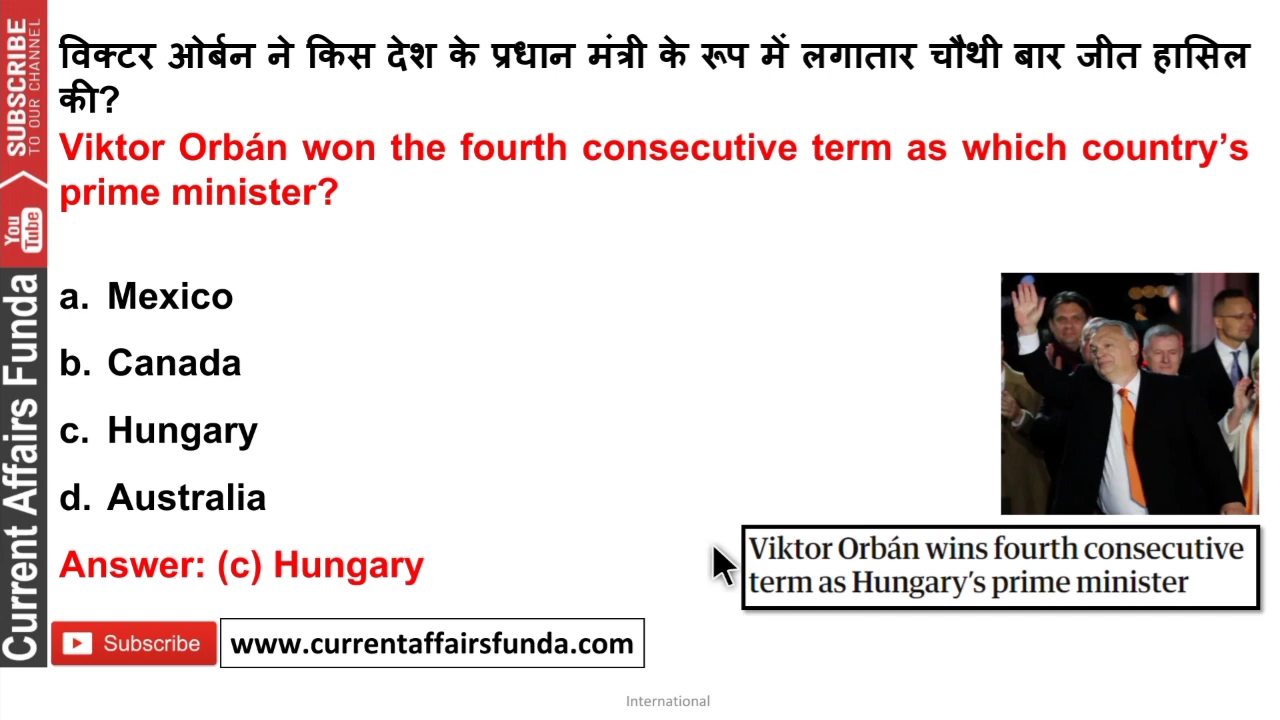 विक्टर ओर्बन ने किस देश के प्रधान मंत्री के रूप में लगातार चौथी बार जीत हासिल
की?
Viktor Orbán won the fourth consecutive term as which country’s
prime minister?
a. Mexico
b. Canada
c. Hungary
d. Australia
Answer: (c) Hungary
Viktor Orbán wins fourth consecutive
term as Hungary’s prime minister
Subscribe
www.currentaffairsfunda.com
International
SUBSCRIBE
TO OUR CHANNEL
You
Tube
Current Affairs Funda